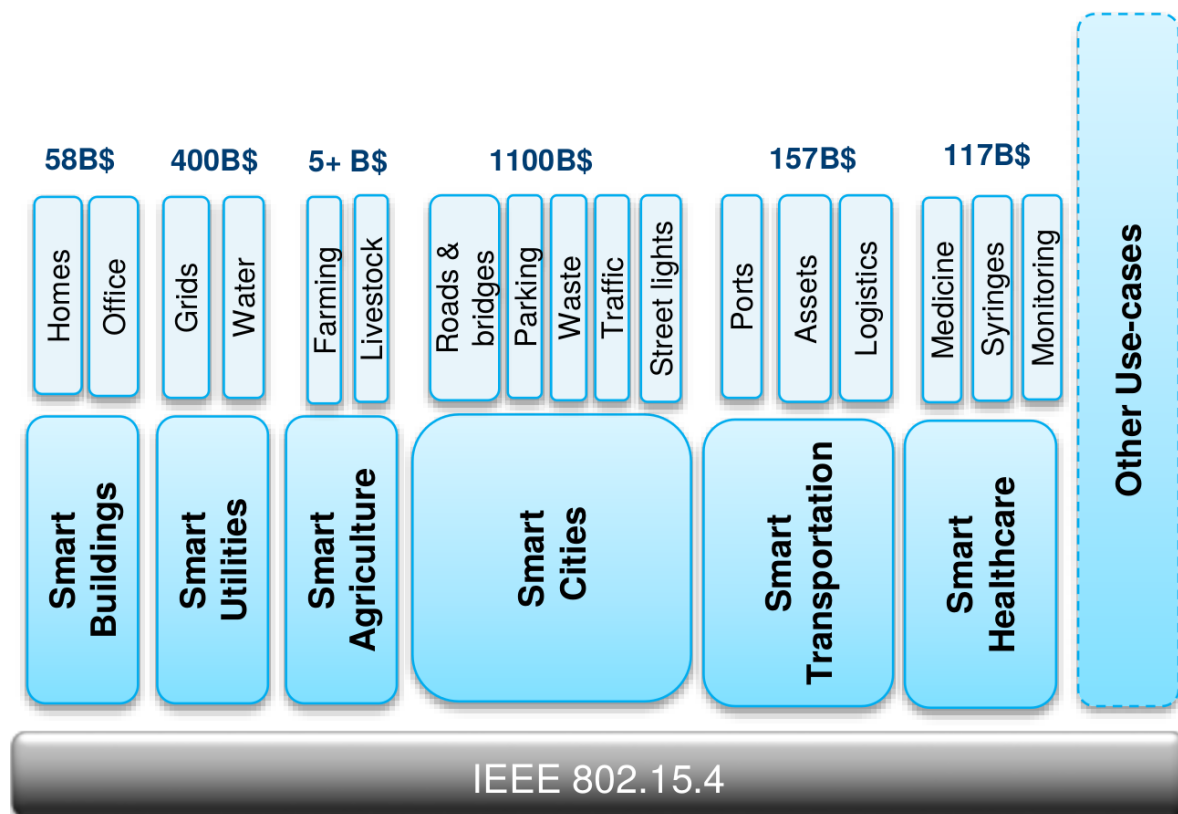 58B$
400B$
5+ B$
1100B$
157B$
117B$
Homes
Office
Grids
Water
Farming
Livestock
Roads &
bridges
Parking
Waste
Traffic
Street lights
Ports
Assets
Logistics
Medicine
Syringes
Monitoring
Other Use-cases
Smart
Buildings
Smart
Utilities
Smart
Agriculture
Smart
Cities
Smart
Transportation
Smart
Healthcare
IEEE 802.15.4